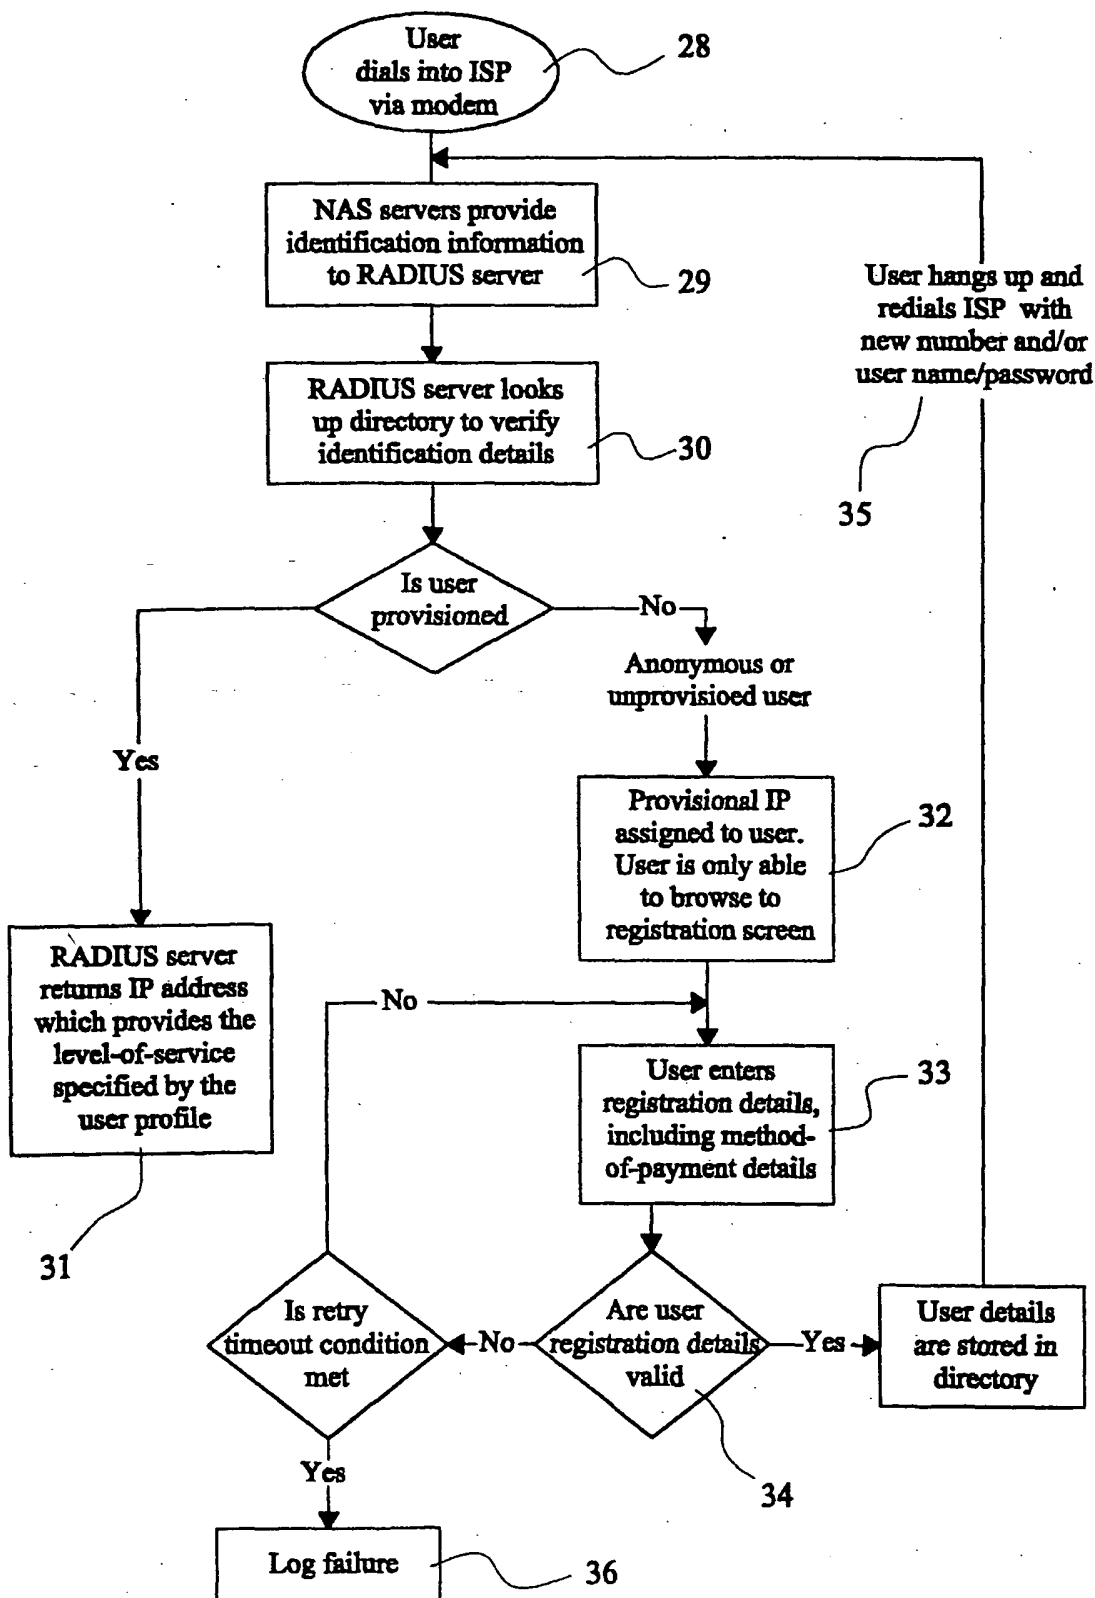 User
dials into ISP
via modem
28
NAS servers provide
identification information
to RADIUS server
29
User hangs up and
redials ISP with
new number and/or
user name/password
35
RADIUS server looks
up directory to verify
identification details
30
Is user
provisioned
No
Anonymous or
unprovisioed user
Yes
Provisional IP
assigned to user.
User is only able
to browse to
registration screen
32
RADIUS server
returns IP address
which provides the
level-of-service
specified by the
user profile
31
No
User enters
registration details,
including method-
of-payment details
33
Is retry
timeout condition
met
No
Are user
registration details
valid
34
Yes
User details
are stored in
directory
Yes
Log failure
36